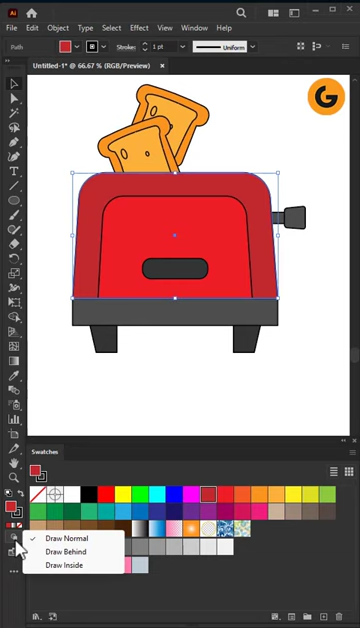 Ai
File Edit Object Type Select Effect View Window Help
Path Stroke: 1 pt Uniform
Untitled-1* @ 66.67 % (RGB/Preview) ×
G
T
Swatches
Draw Normal
Draw Behind
Draw Inside